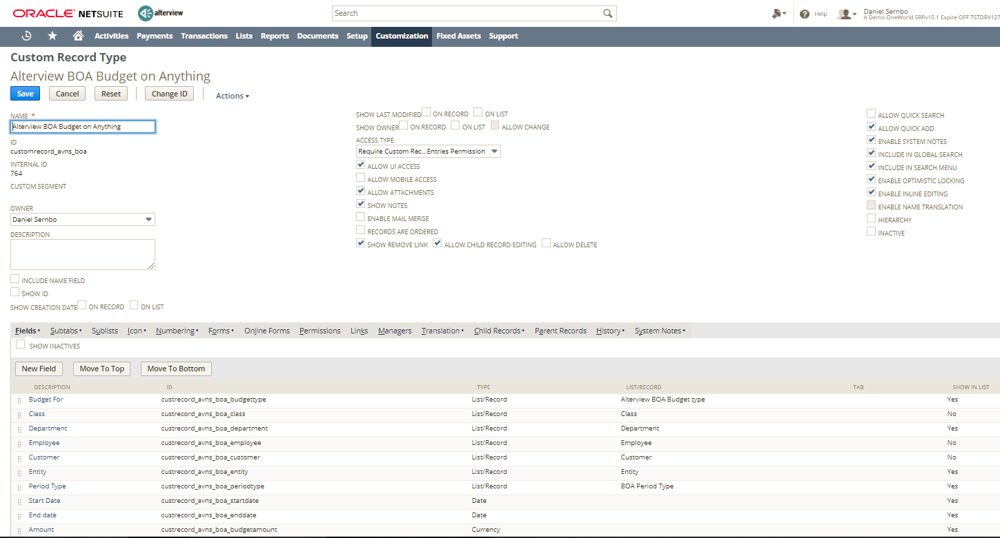 ORACLE NETSUITE alterview Search Help Daniel Sernbo
A Demo OneWorld SRPv15.1 Expire OFF TSTDRV127
Activities Payments Transactions Lists Reports Documents Setup Customization Fixed Assets Support
Custom Record Type
Alterview BOA Budget on Anything
Save Cancel Reset Change ID Actions
NAME *
Alterview BOA Budget on Anything
ID
customrecord_avns_boa
INTERNAL ID
764
CUSTOM SEGMENT
OWNER
Daniel Sernbo
DESCRIPTION
INCLUDE NAME FIELD
SHOW ID
SHOW CREATION DATE ON RECORD ON LIST
SHOW LAST MODIFIED ON RECORD ON LIST
SHOW OWNER ON RECORD ON LIST ALLOW CHANGE
ACCESS TYPE
Require Custom Rec...Entries Permission
ALLOW UI ACCESS
ALLOW MOBILE ACCESS
ALLOW ATTACHMENTS
SHOW NOTES
ENABLE MAIL MERGE
RECORDS ARE ORDERED
SHOW REMOVE LINK ALLOW CHILD RECORD EDITING ALLOW DELETE
ALLOW QUICK SEARCH
ALLOW QUICK ADD
ENABLE SYSTEM NOTES
INCLUDE IN GLOBAL SEARCH
INCLUDE IN SEARCH MENU
ENABLE OPTIMISTIC LOCKING
ENABLE INLINE EDITING
ENABLE NAME TRANSLATION
HIERARCHY
INACTIVE
Fields • Subtabs • Sublists Icon • Numbering • Forms • Online Forms Permissions Links Managers Translation • Child Records • Parent Records History • System Notes •
SHOW INACTIVES
New Field Move To Top Move To Bottom
DESCRIPTION ID TYPE LIST/RECORD TAB SHOW IN LIST
Budget For custrecord_avns_boa_budgettype List/Record Alterview BOA Budget type Yes
Class custrecord_avns_boa_class List/Record Class No
Department custrecord_avns_boa_department List/Record Department Yes
Employee custrecord_avns_boa_employee List/Record Employee No
Customer custrecord_avns_boa_customer List/Record Customer No
Entity custrecord_avns_boa_entity List/Record Entity Yes
Period Type custrecord_avns_boa_periodtype List/Record BOA Period Type Yes
Start Date custrecord_avns_boa_startdate Date Yes
End date custrecord_avns_boa_enddate Date Yes
Amount custrecord_avns_boa_budgetamount Currency Yes